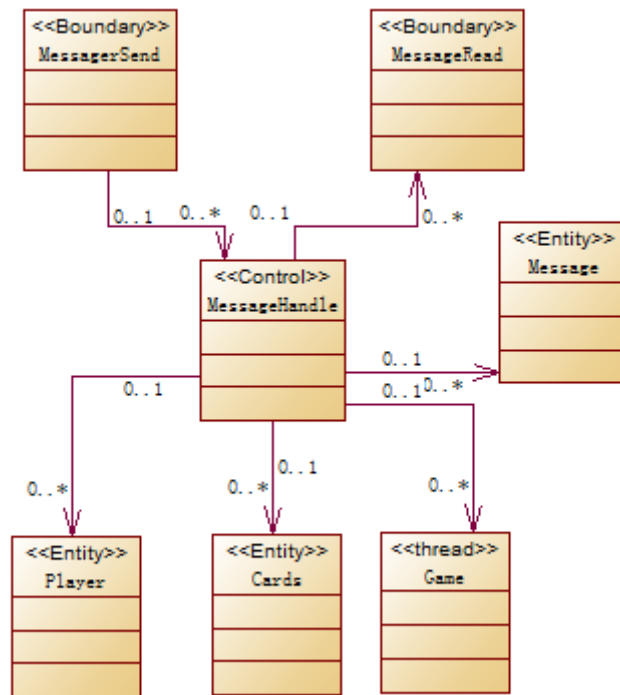 <<Boundary>>
MessagerSend
<<Boundary>>
MessageRead
0..1
0..*
0..1
0..*
<<Entity>>
Message
<<Control>>
MessageHandle
0..1
0..1
0..*
0..1
0..1
0..*
0..*
0..*
<<Entity>>
Player
<<Entity>>
Cards
<<thread>>
Game